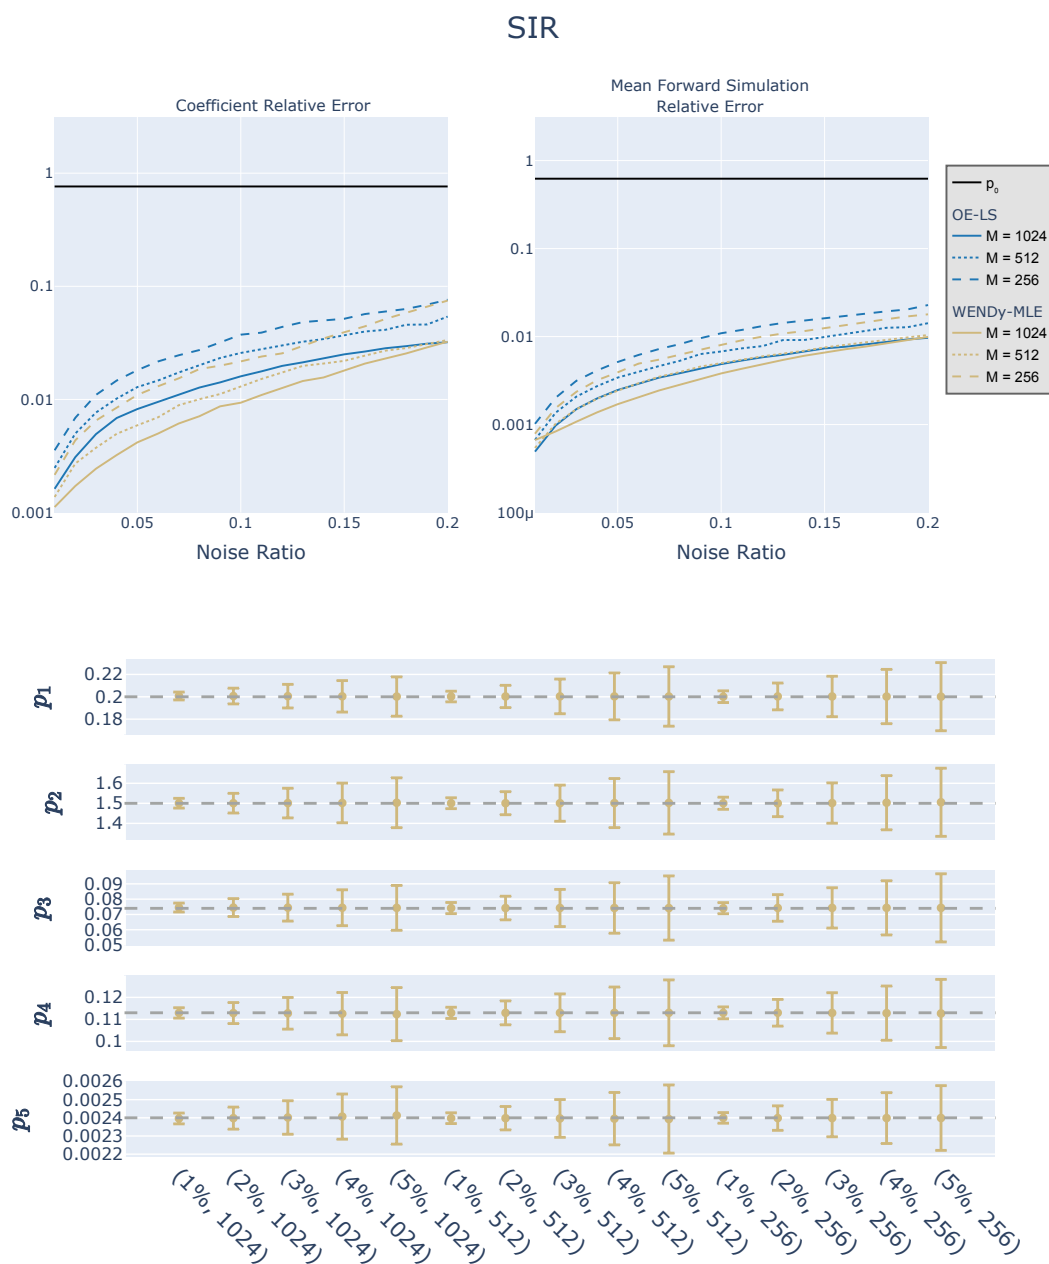 SIR
Coefficient Relative Error
Mean Forward Simulation
Relative Error
1
0.1
0.01
0.001
0.05
0.1
0.15
0.2
Noise Ratio
1
0.1
0.01
0.001
100μ
0.05
0.1
0.15
0.2
Noise Ratio
p₀
OE-LS
M = 1024
M = 512
M = 256
WENDy-MLE
M = 1024
M = 512
M = 256
p₁
0.22
0.2
0.18
p₂
1.6
1.5
1.4
p₃
0.09
0.08
0.07
0.06
0.05
p₄
0.12
0.11
0.1
p₅
0.0026
0.0025
0.0024
0.0023
0.0022
(1%, 1024)
(2%, 1024)
(3%, 1024)
(4%, 1024)
(5%, 1024)
(1%, 512)
(2%, 512)
(3%, 512)
(4%, 512)
(5%, 512)
(1%, 256)
(2%, 256)
(3%, 256)
(4%, 256)
(5%, 256)